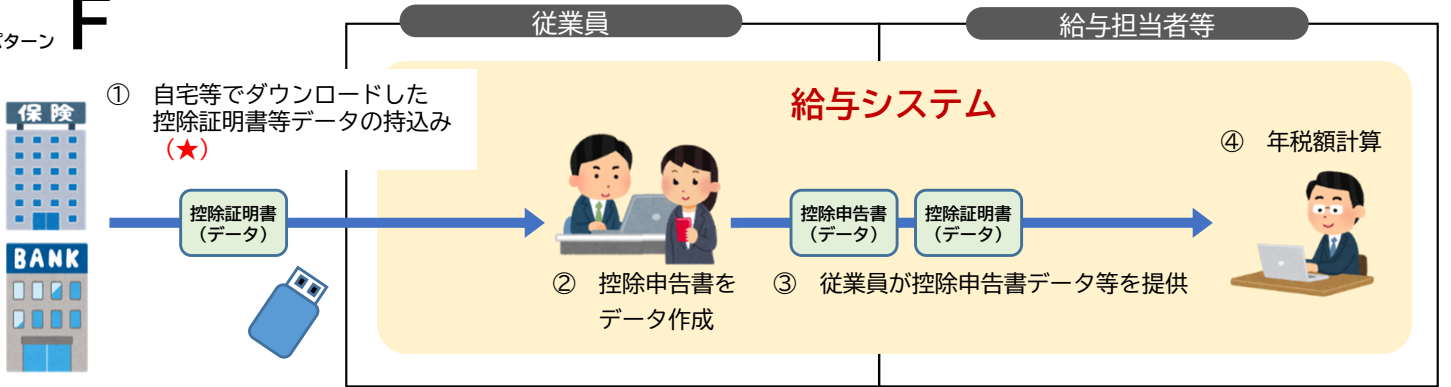 パターン F
従業員
給与担当者等
① 自宅等でダウンロードした
控除証明書等データの持込み
(★)
給与システム
保険
BANK
④ 年税額計算
控除証明書
(データ)
控除申告書
(データ)
控除証明書
(データ)
② 控除申告書を
データ作成
③ 従業員が控除申告書データ等を提供